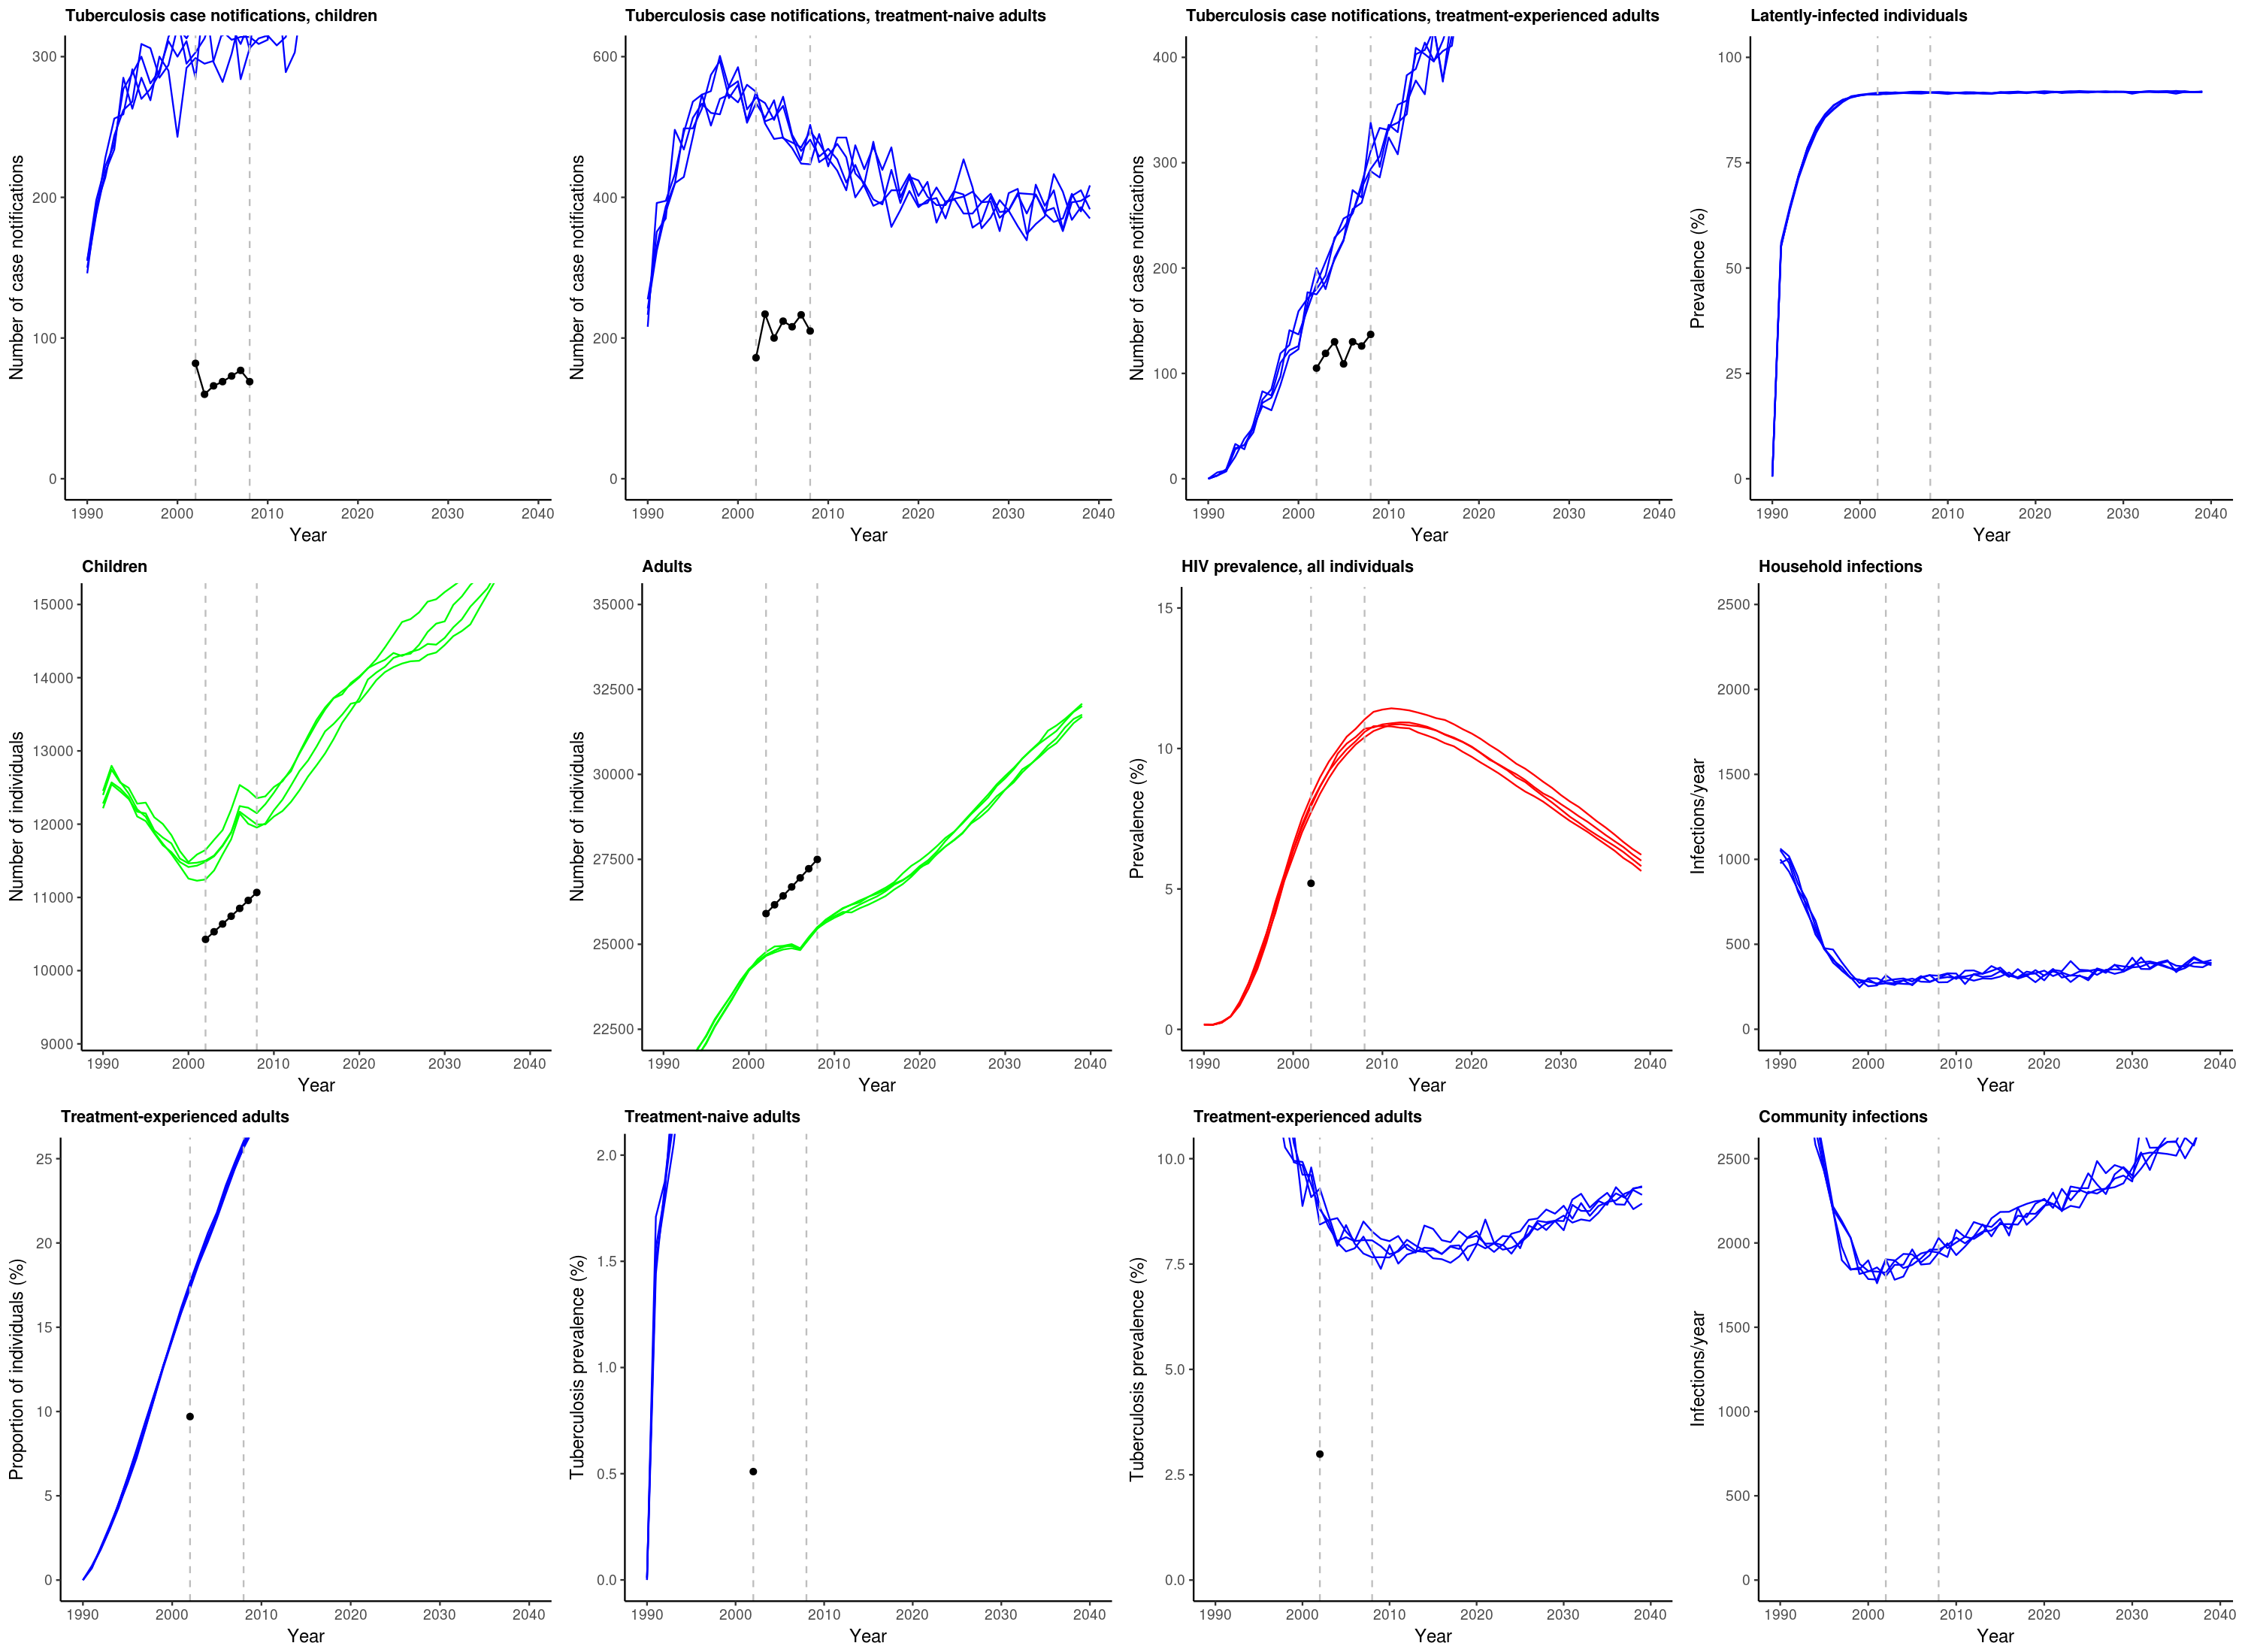 Tuberculosis case notifications, children
Number of case notifications
300
200
100
0
1990 2000 2010 2020 2030 2040
Year
Tuberculosis case notifications, treatment-naive adults
Number of case notifications
600
400
200
0
1990 2000 2010 2020 2030 2040
Year
Tuberculosis case notifications, treatment-experienced adults
Number of case notifications
400
300
200
100
0
1990 2000 2010 2020 2030 2040
Year
Latently-infected individuals
Prevalence (%)
100
75
50
25
0
1990 2000 2010 2020 2030 2040
Year
Children
Number of individuals
15000
14000
13000
12000
11000
10000
9000
1990 2000 2010 2020 2030 2040
Year
Adults
Number of individuals
35000
32500
30000
27500
25000
22500
1990 2000 2010 2020 2030 2040
Year
HIV prevalence, all individuals
Prevalence (%)
15
10
5
0
1990 2000 2010 2020 2030 2040
Year
Household infections
Infections/year
2500
2000
1500
1000
500
0
1990 2000 2010 2020 2030 2040
Year
Treatment-experienced adults
Proportion of individuals (%)
25
20
15
10
5
0
1990 2000 2010 2020 2030 2040
Year
Treatment-naive adults
Tuberculosis prevalence (%)
2.0
1.5
1.0
0.5
0.0
1990 2000 2010 2020 2030 2040
Year
Treatment-experienced adults
Tuberculosis prevalence (%)
10.0
7.5
5.0
2.5
0.0
1990 2000 2010 2020 2030 2040
Year
Community infections
Infections/year
2500
2000
1500
1000
500
0
1990 2000 2010 2020 2030 2040
Year